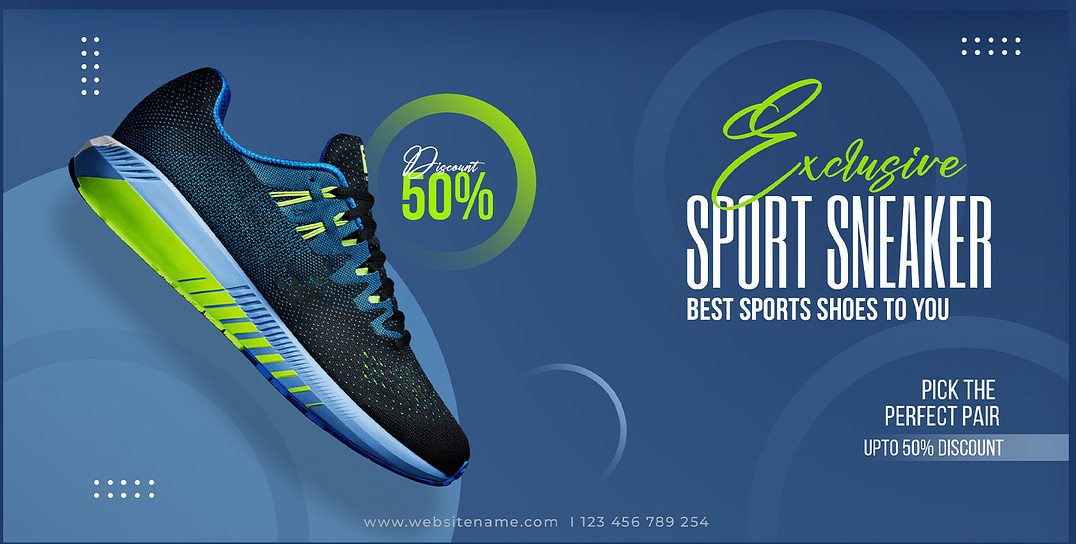 Discount
50%
Exclusive
SPORT SNEAKER
BEST SPORTS SHOES TO YOU
PICK THE
PERFECT PAIR
UPTO 50% DISCOUNT
www.websitename.com | 123 456 789 254